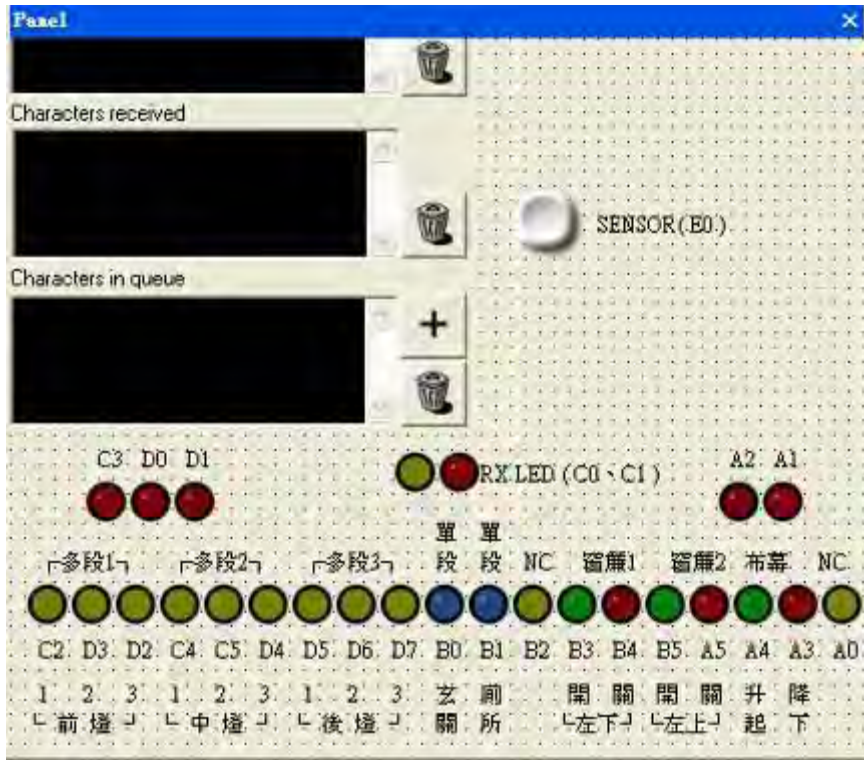 Panel
Characters received
SENSOR(E0)
Characters in queue
C3 D0 D1
RX LED (C0、C1)
A2 A1
單段 單段
┌多段1┐ ┌多段2┐ ┌多段3┐ NC 窗簾1 窗簾2 布幕 NC
C2 D3 D2 C4 C5 D4 D5 D6 D7 B0 B1 B2 B3 B4 B5 A5 A4 A3 A0
1 2 3 1 2 3 1 2 3 玄關 廁所 開 關 開 關 升起 降下
└前燈┘ └中燈┘ └後燈┘ └左下┘ └左上┘